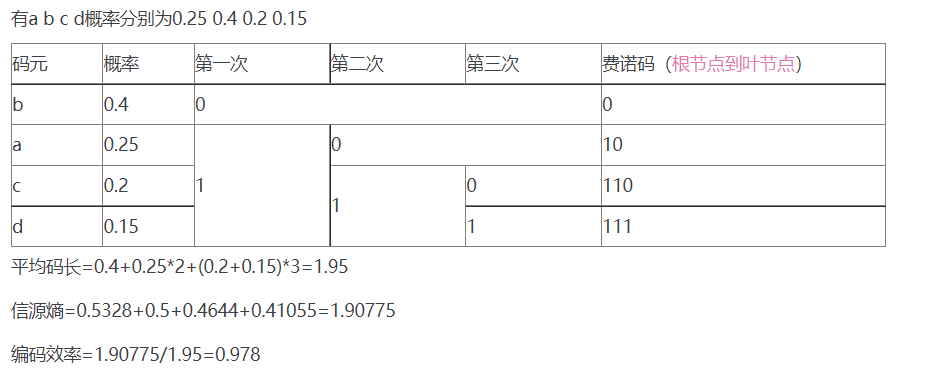 有a b c d概率分别为0.25 0.4 0.2 0.15
码元 概率 第一次 第二次 第三次 费诺码（根节点到叶节点）
b 0.4 0 0
a 0.25 1 0 10
c 0.2 1 0 110
d 0.15 1 111
平均码长=0.4+0.25*2+(0.2+0.15)*3=1.95
信源熵=0.5328+0.5+0.4644+0.41055=1.90775
编码效率=1.90775/1.95=0.978